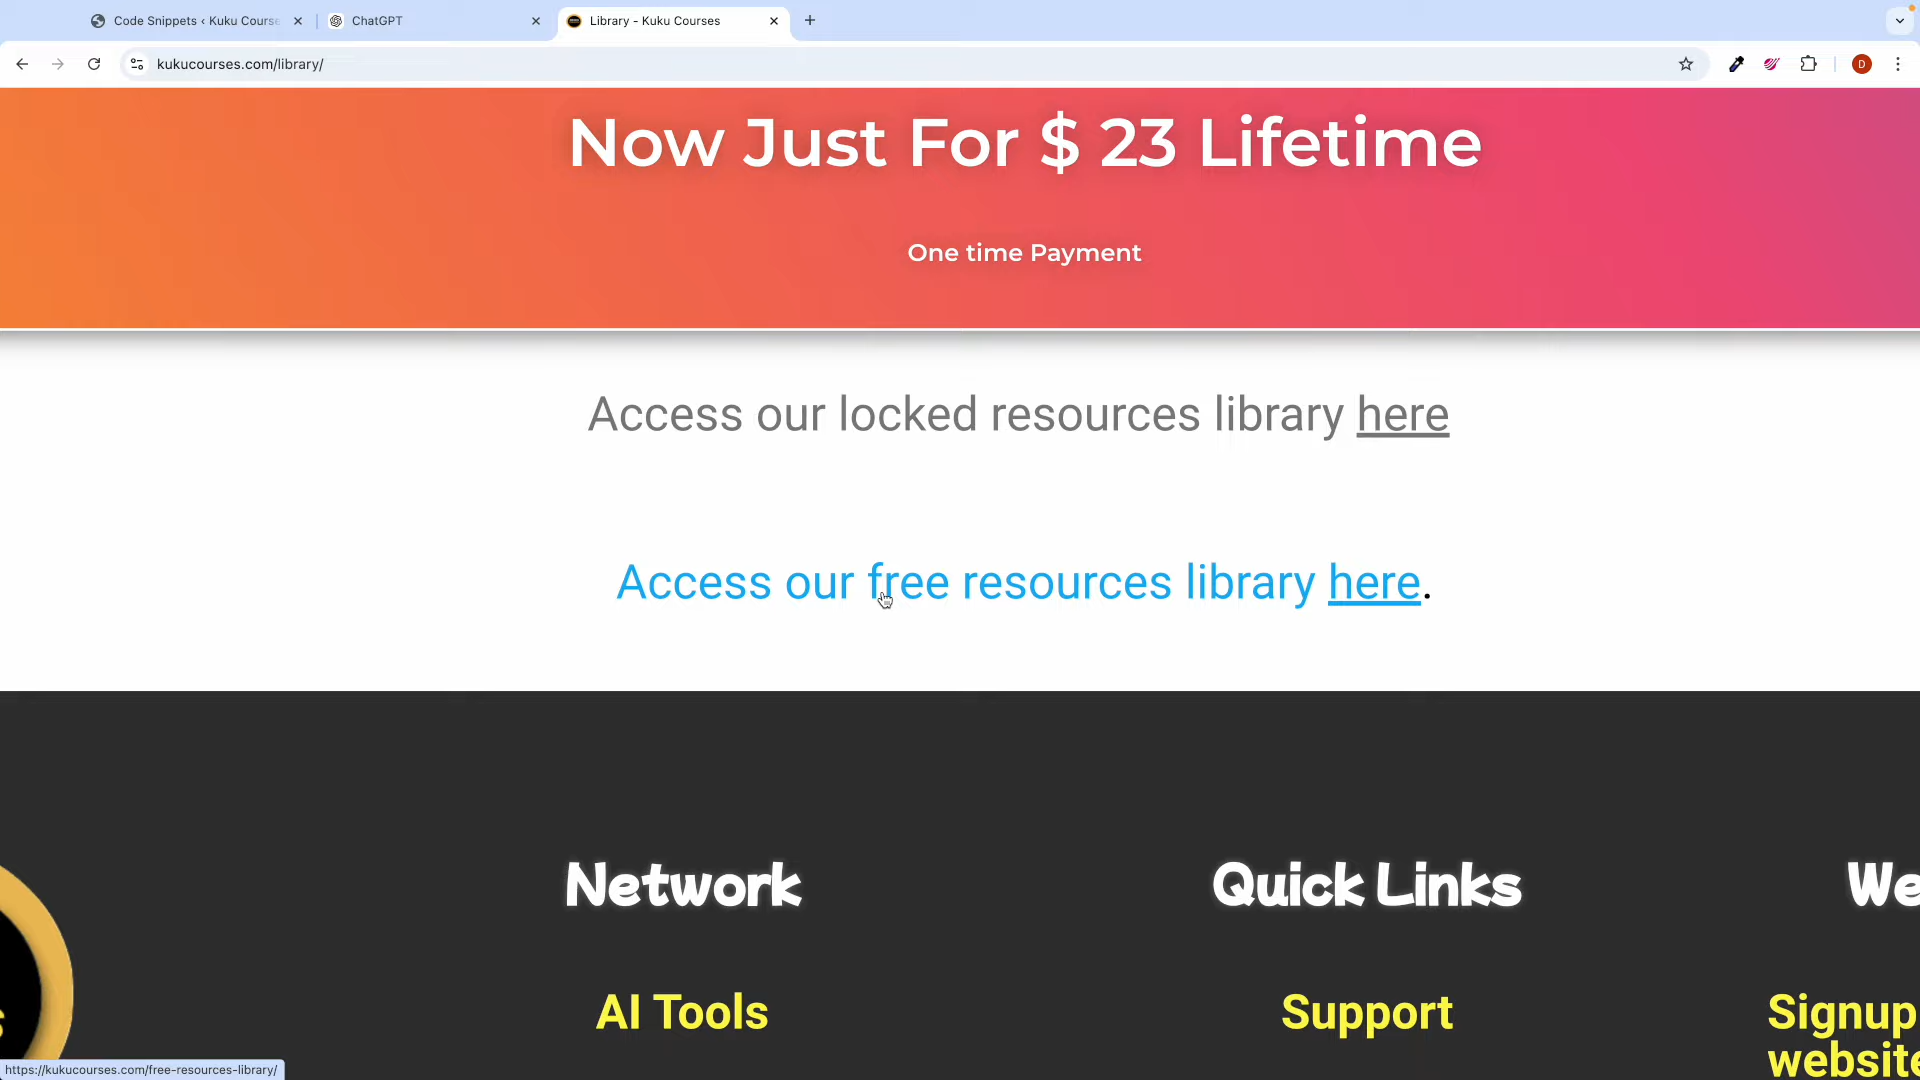 Code Snippets ‹ Kuku Course
ChatGPT
Library - Kuku Courses
kukucourses.com/library/
D
Now Just For $ 23 Lifetime
One time Payment
Access our locked resources library here
Access our free resources library here.
Network
Quick Links
We
AI Tools
Support
Signup
website
s
https://kukucourses.com/free-resources-library/